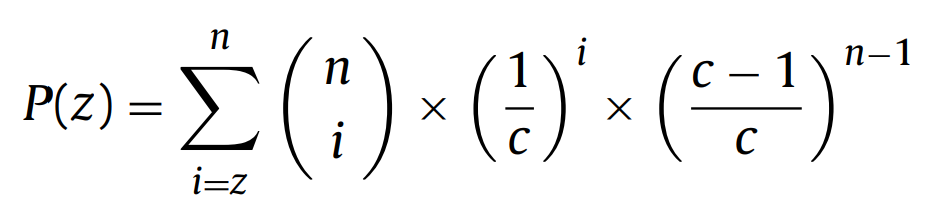 P(z) = \sum_{i=z}^{n} \binom{n}{i} \times \left(\frac{1}{c}\right)^{i} \times \left(\frac{c-1}{c}\right)^{n-1}